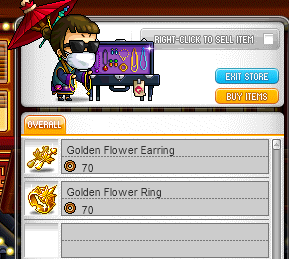 RIGHT-CLICK TO SELL ITEM
EXIT STORE
BUY ITEMS
OVERALL
Golden Flower Earring
70
Golden Flower Ring
70